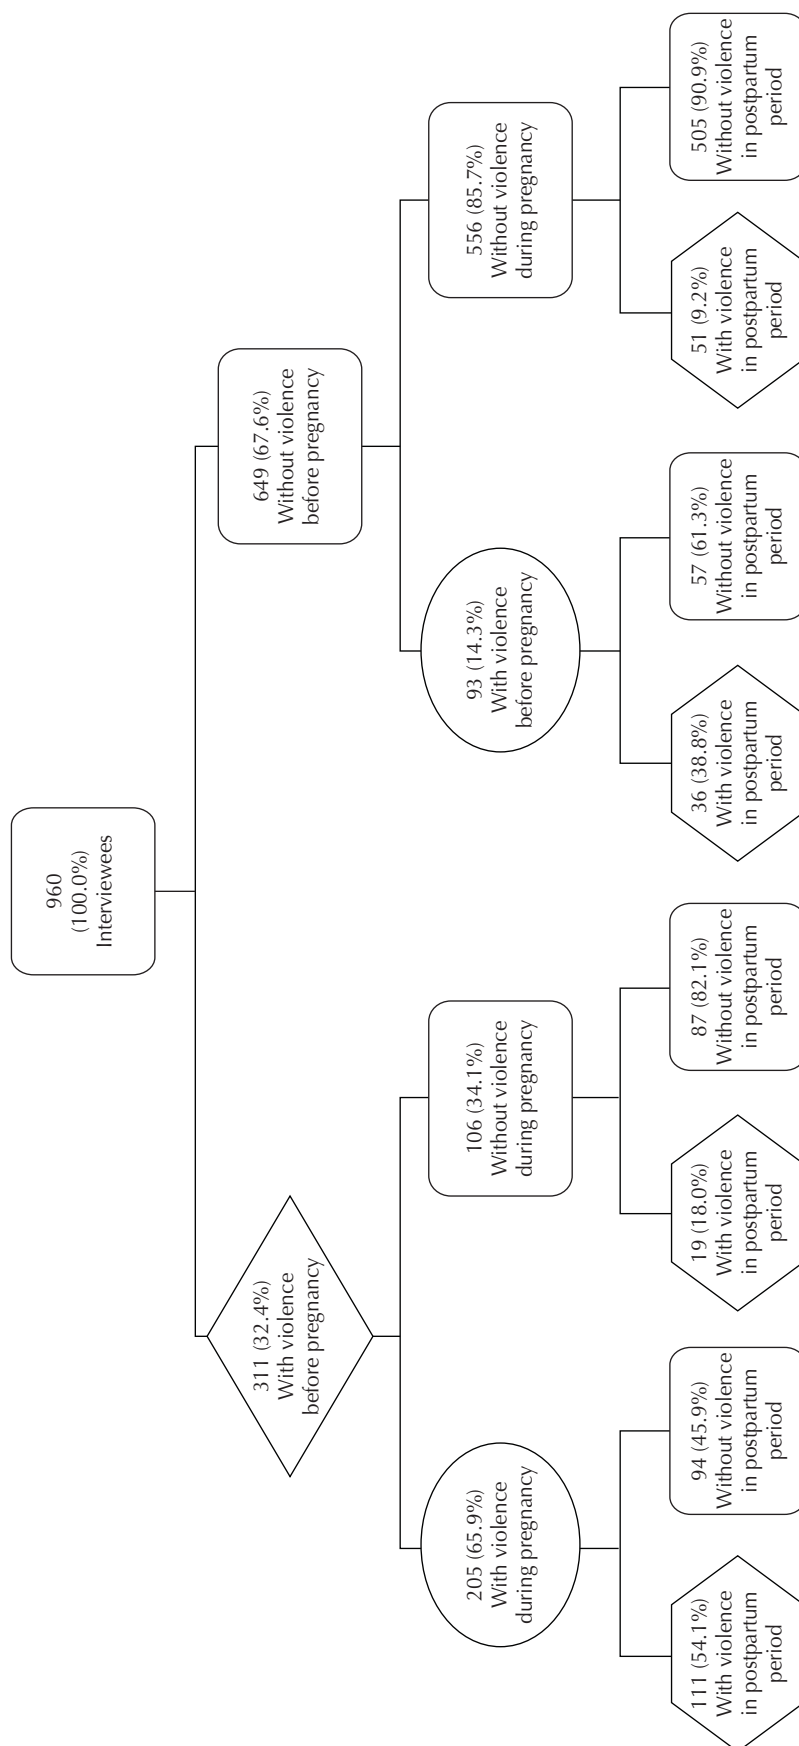 960
(100.0%)
Interviewees
311 (32.4%)
With violence
before pregnancy
649 (67.6%)
Without violence
before pregnancy
205 (65.9%)
With violence
during pregnancy
106 (34.1%)
Without violence
during pregnancy
93 (14.3%)
With violence
before pregnancy
556 (85.7%)
Without violence
during pregnancy
111 (54.1%)
With violence
in postpartum
period
94 (45.9%)
Without violence
in postpartum
period
19 (18.0%)
With violence
in postpartum
period
87 (82.1%)
Without violence
in postpartum
period
36 (38.8%)
With violence
in postpartum
period
57 (61.3%)
Without violence
in postpartum
period
51 (9.2%)
With violence
in postpartum
period
505 (90.9%)
Without violence
in postpartum
period